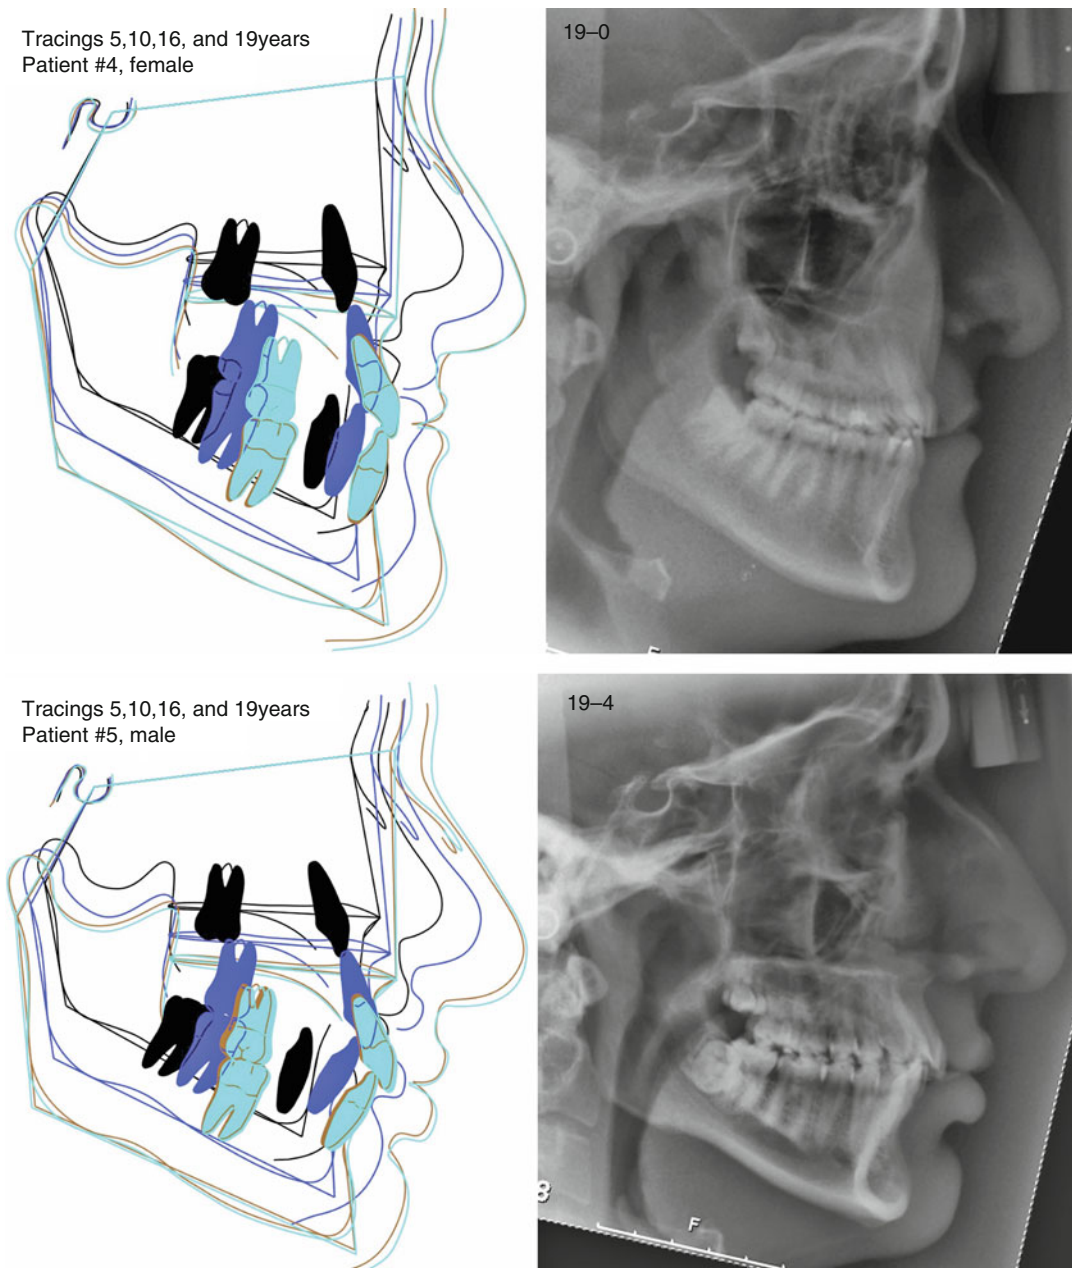 Tracings 5,10,16, and 19years
Patient #4, female
19–0
F
Tracings 5,10,16, and 19years
Patient #5, male
19–4
8
F